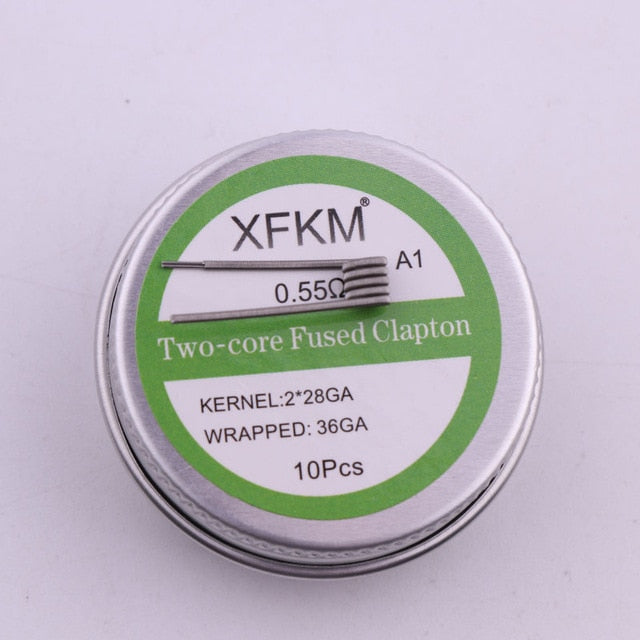 XFKM®
A1
0.55Ω
Two-core Fused Clapton
KERNEL:2*28GA
WRAPPED: 36GA
10Pcs